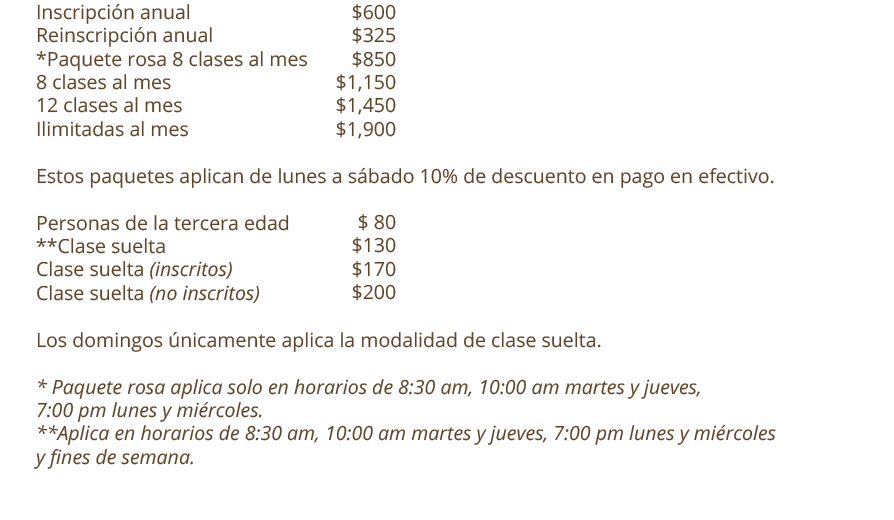 Inscripción anual $600
Reinscripción anual $325
*Paquete rosa 8 clases al mes $850
8 clases al mes $1,150
12 clases al mes $1,450
Ilimitadas al mes $1,900
Estos paquetes aplican de lunes a sábado 10% de descuento en pago en efectivo.
Personas de la tercera edad $ 80
**Clase suelta $130
Clase suelta (inscritos) $170
Clase suelta (no inscritos) $200
Los domingos únicamente aplica la modalidad de clase suelta.
* Paquete rosa aplica solo en horarios de 8:30 am, 10:00 am martes y jueves,
7:00 pm lunes y miércoles.
**Aplica en horarios de 8:30 am, 10:00 am martes y jueves, 7:00 pm lunes y miércoles
y fines de semana.